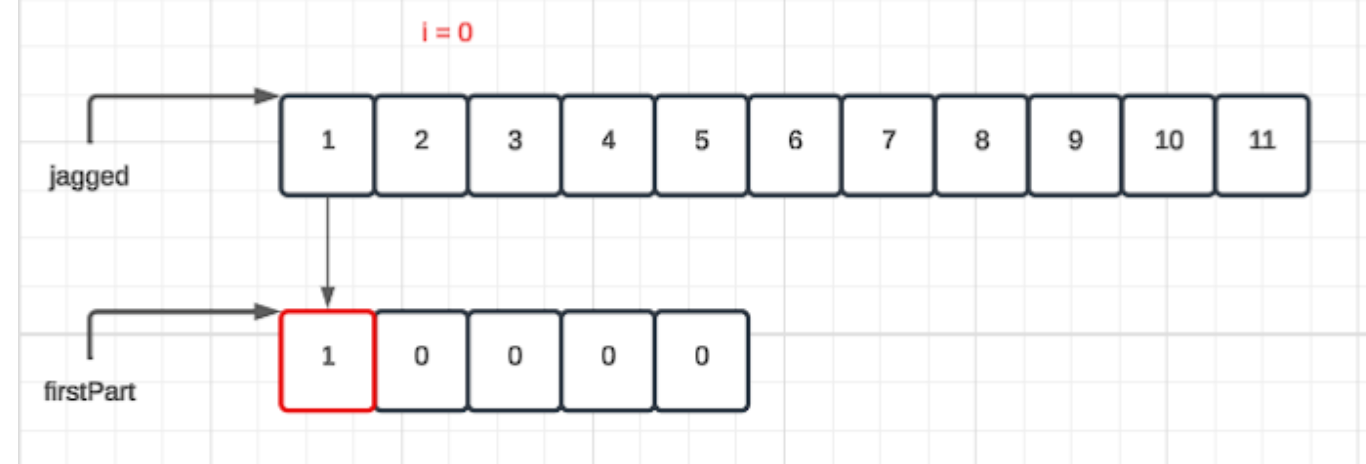 i = 0
1 2 3 4 5 6 7 8 9 10 11
jagged
1 0 0 0 0
firstPart